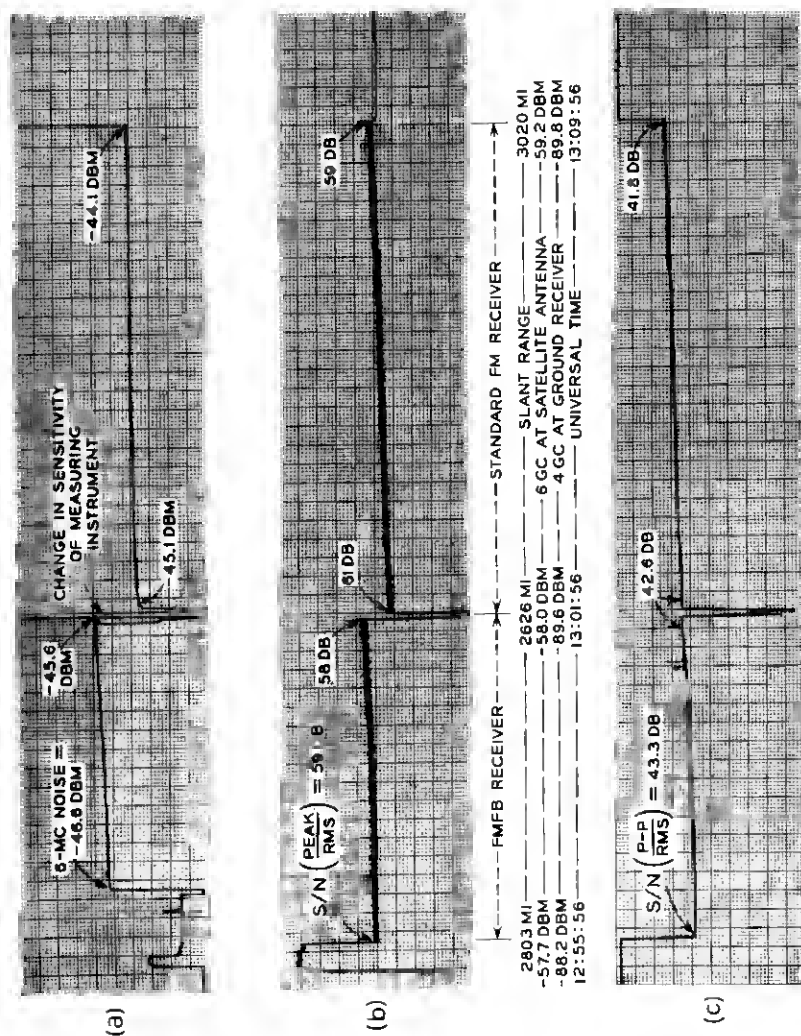 (a)
6-MC NOISE =
-46.8 DBM
-45.6
DBM
CHANGE IN SENSITIVITY
OF MEASURING
INSTRUMENT
-45.1 DBM
-44.1 DBM
(b)
S/N (PEAK/RMS) = 59
58 DB
61 DB
59 DB
FMFB RECEIVER
STANDARD FM RECEIVER
2803 MI 2626 MI SLANT RANGE 3020 MI
-57.7 DBM -58.0 DBM 6 GC AT SATELLITE ANTENNA -59.2 DBM
-88.2 DBM -89.6 DBM 4 GC AT GROUND RECEIVER -89.8 DBM
12:55:56 13:01:56 UNIVERSAL TIME 13:09:56
(c)
S/N (P-P/RMS) = 43.3 DB
42.6 DB
41.8 DB